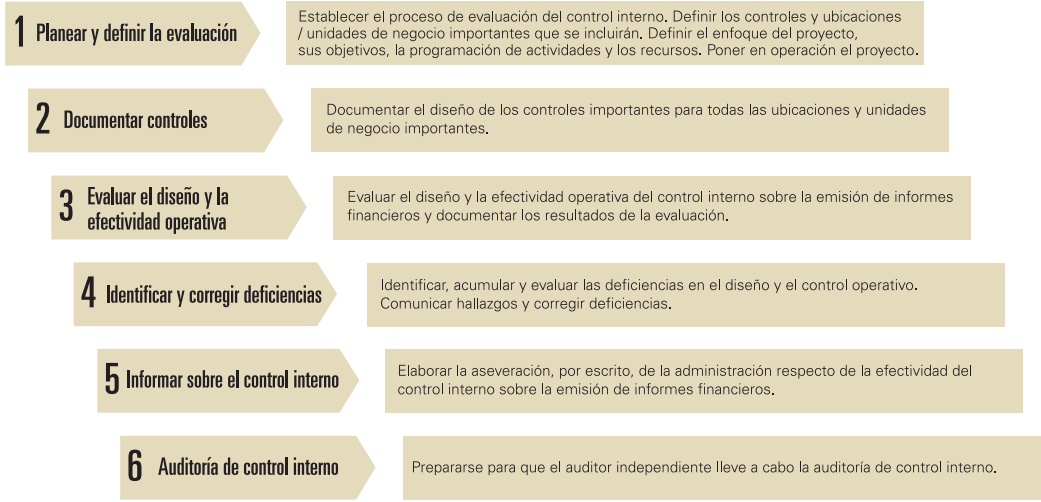 1 Planear y definir la evaluación
Establecer el proceso de evaluación del control interno. Definir los controles y ubicaciones
/ unidades de negocio importantes que se incluirán. Definir el enfoque del proyecto,
sus objetivos, la programación de actividades y los recursos. Poner en operación el proyecto.
2 Documentar controles
Documentar el diseño de los controles importantes para todas las ubicaciones y unidades
de negocio importantes.
3 Evaluar el diseño y la
efectividad operativa
Evaluar el diseño y la efectividad operativa del control interno sobre la emisión de informes
financieros y documentar los resultados de la evaluación.
4 Identificar y corregir deficiencias
Identificar, acumular y evaluar las deficiencias en el diseño y el control operativo.
Comunicar hallazgos y corregir deficiencias.
5 Informar sobre el control interno
Elaborar la aseveración, por escrito, de la administración respecto de la efectividad del
control interno sobre la emisión de informes financieros.
6 Auditoría de control interno
Prepararse para que el auditor independiente lleve a cabo la auditoría de control interno.